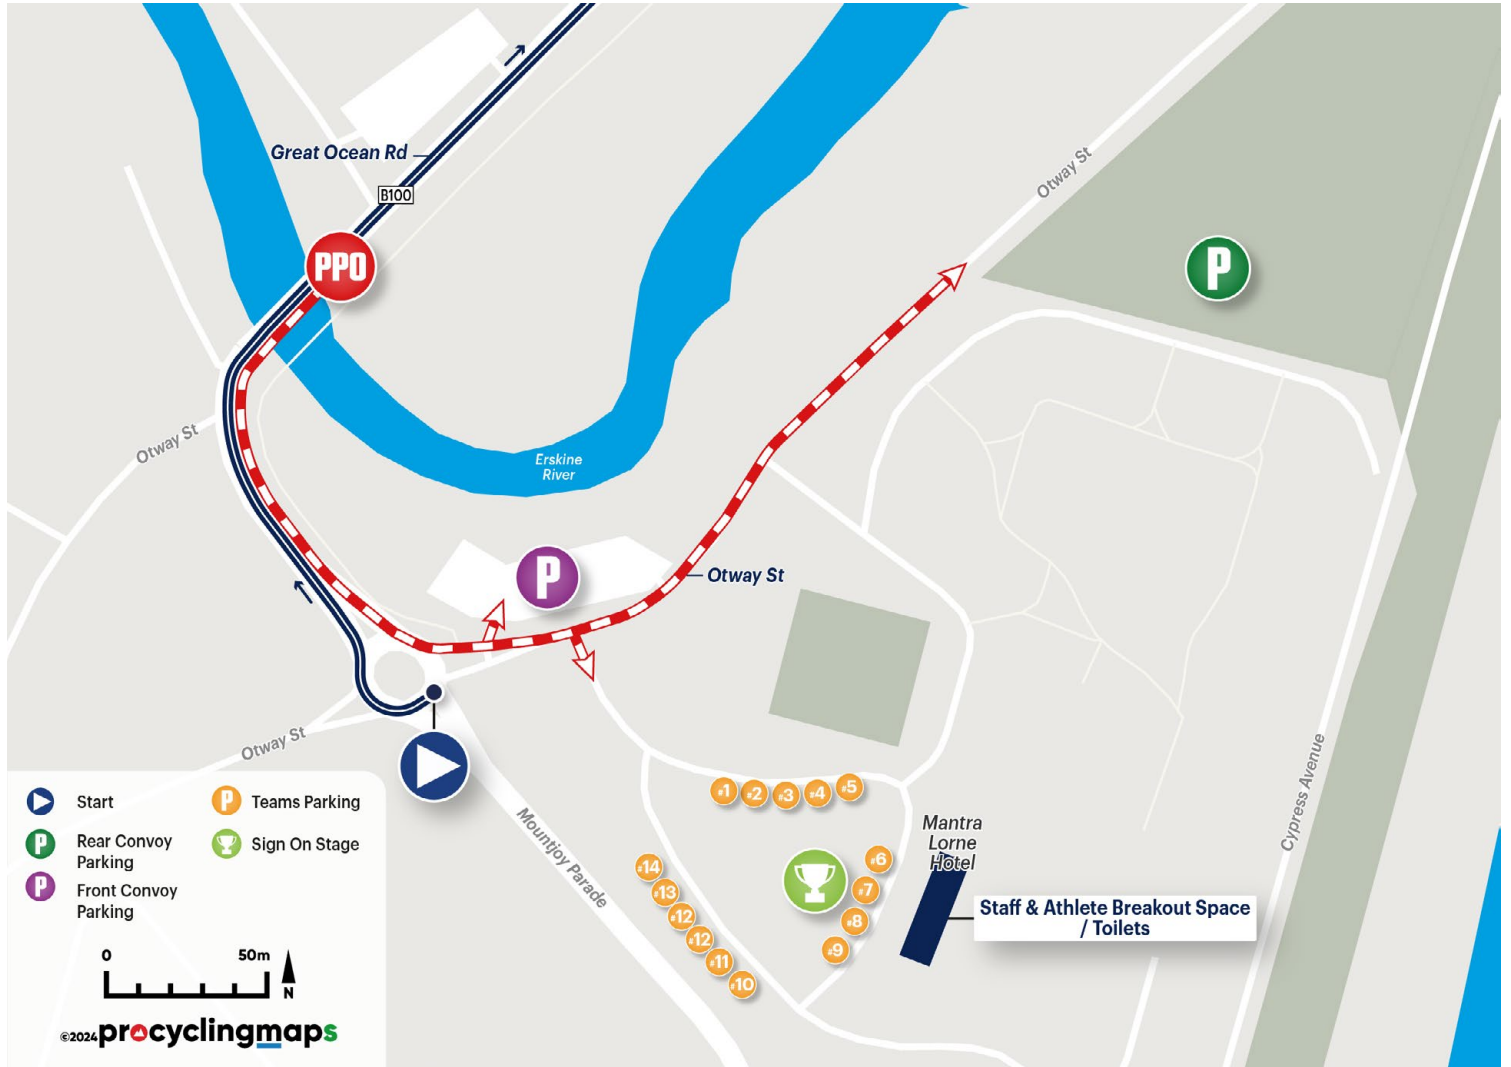 Great Ocean Rd
B100
PPO
Otway St
P
Otway St
Erskine
River
P
Otway St
Otway St
Mountjoy Parade
Cypress Avenue
#1
#2
#3
#4
#5
#6
#7
#8
#9
#14
#13
#12
#12
#11
#10
Mantra
Lorne
Hotel
Staff & Athlete Breakout Space
/ Toilets
Start
P Teams Parking
P Rear Convoy
Parking
Sign On Stage
P Front Convoy
Parking
0 50m
N
©2024 procyclingmaps